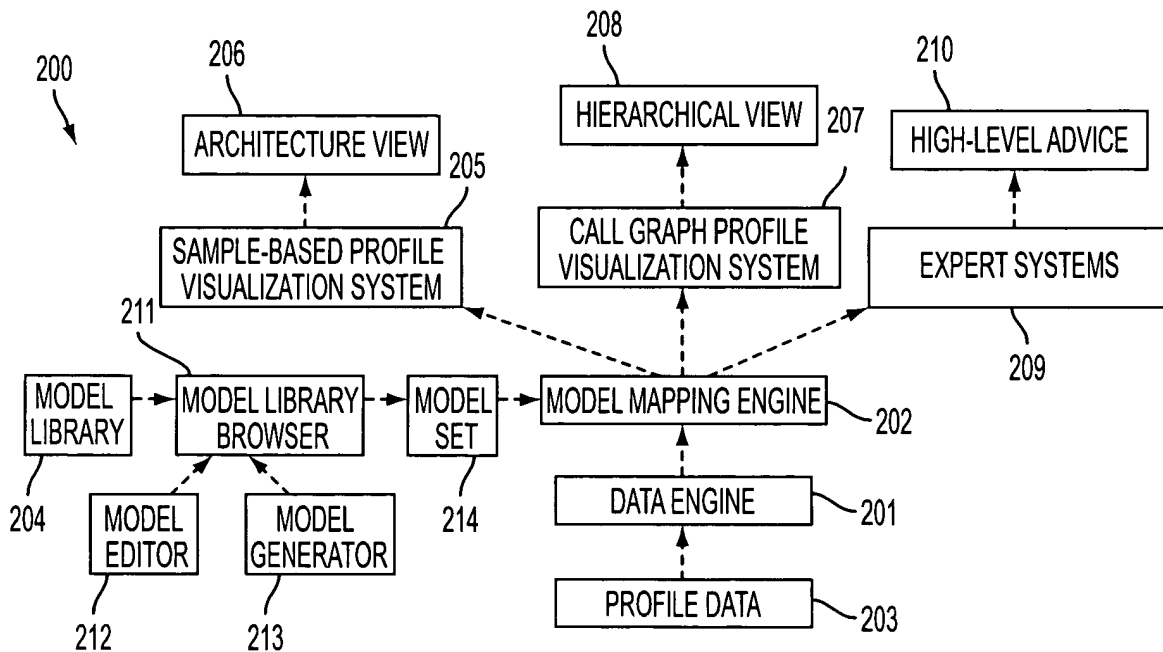 208
210
206
200
HIERARCHICAL VIEW
207
ARCHITECTURE VIEW
HIGH-LEVEL ADVICE
205
SAMPLE-BASED PROFILE
VISUALIZATION SYSTEM
CALL GRAPH PROFILE
VISUALIZATION SYSTEM
EXPERT SYSTEMS
211
209
MODEL
LIBRARY
MODEL LIBRARY
BROWSER
MODEL
SET
MODEL MAPPING ENGINE
202
204
214
MODEL
EDITOR
MODEL
GENERATOR
DATA ENGINE
201
212
213
PROFILE DATA
203